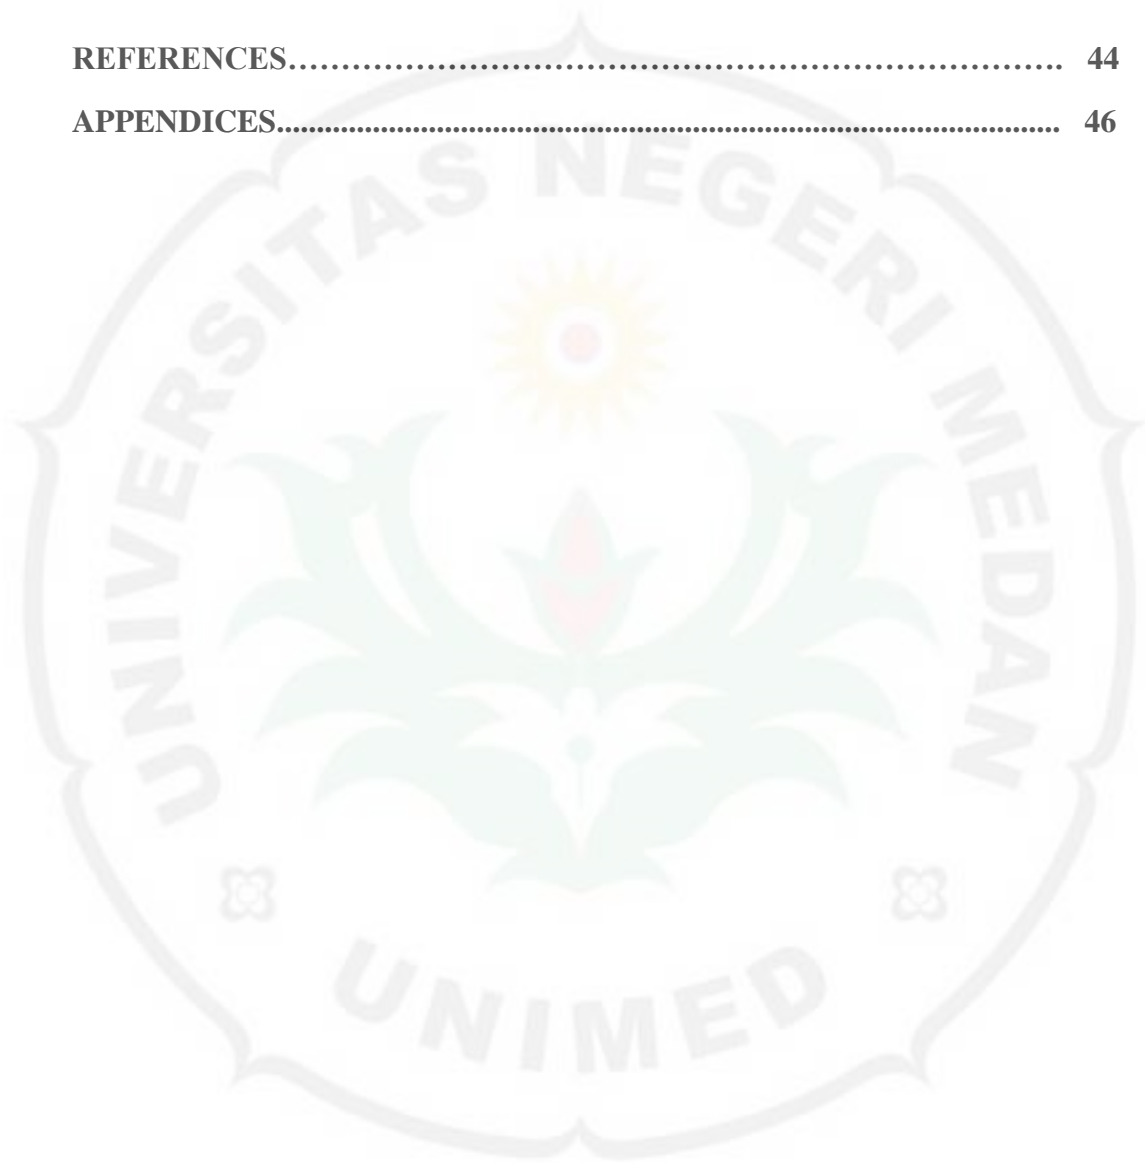 REFERENCES…………………………………………………………… 44
APPENDICES.................................................................................................... 46
UNIVERSITAS NEGERI MEDAN
UNIMED